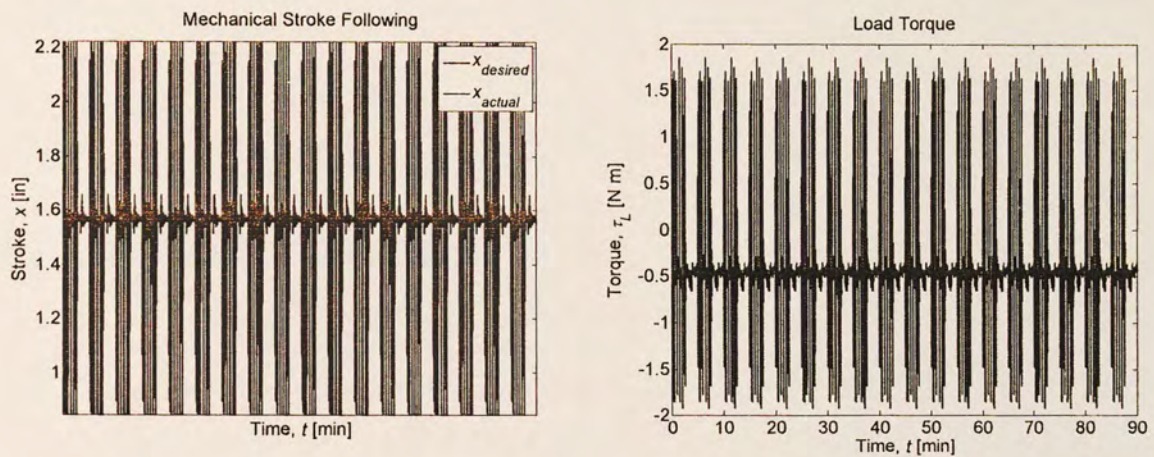 Mechanical Stroke Following
2.2
2
1.8
1.6
1.4
1.2
1
Stroke, x [in]
x_desired
x_actual
Time, t [min]
Load Torque
2
1.5
1
0.5
0
-0.5
-1
-1.5
-2
Torque, τ_L [N m]
0 10 20 30 40 50 60 70 80 90
Time, t [min]